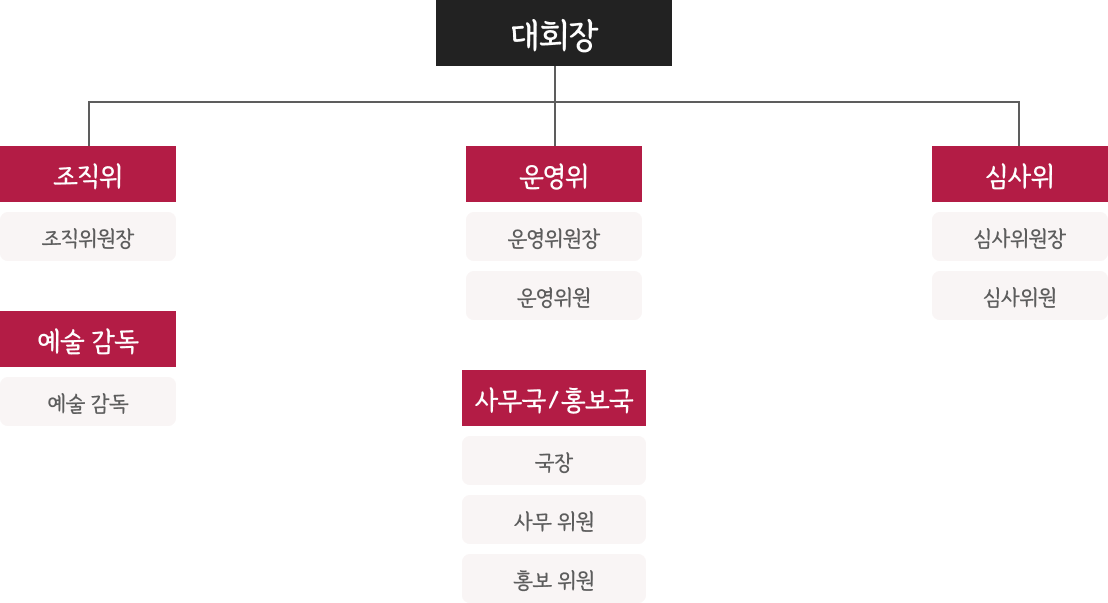 대회장
조직위
조직위원장
예술 감독
예술 감독
운영위
운영위원장
운영위원
사무국/홍보국
국장
사무 위원
홍보 위원
심사위
심사위원장
심사위원